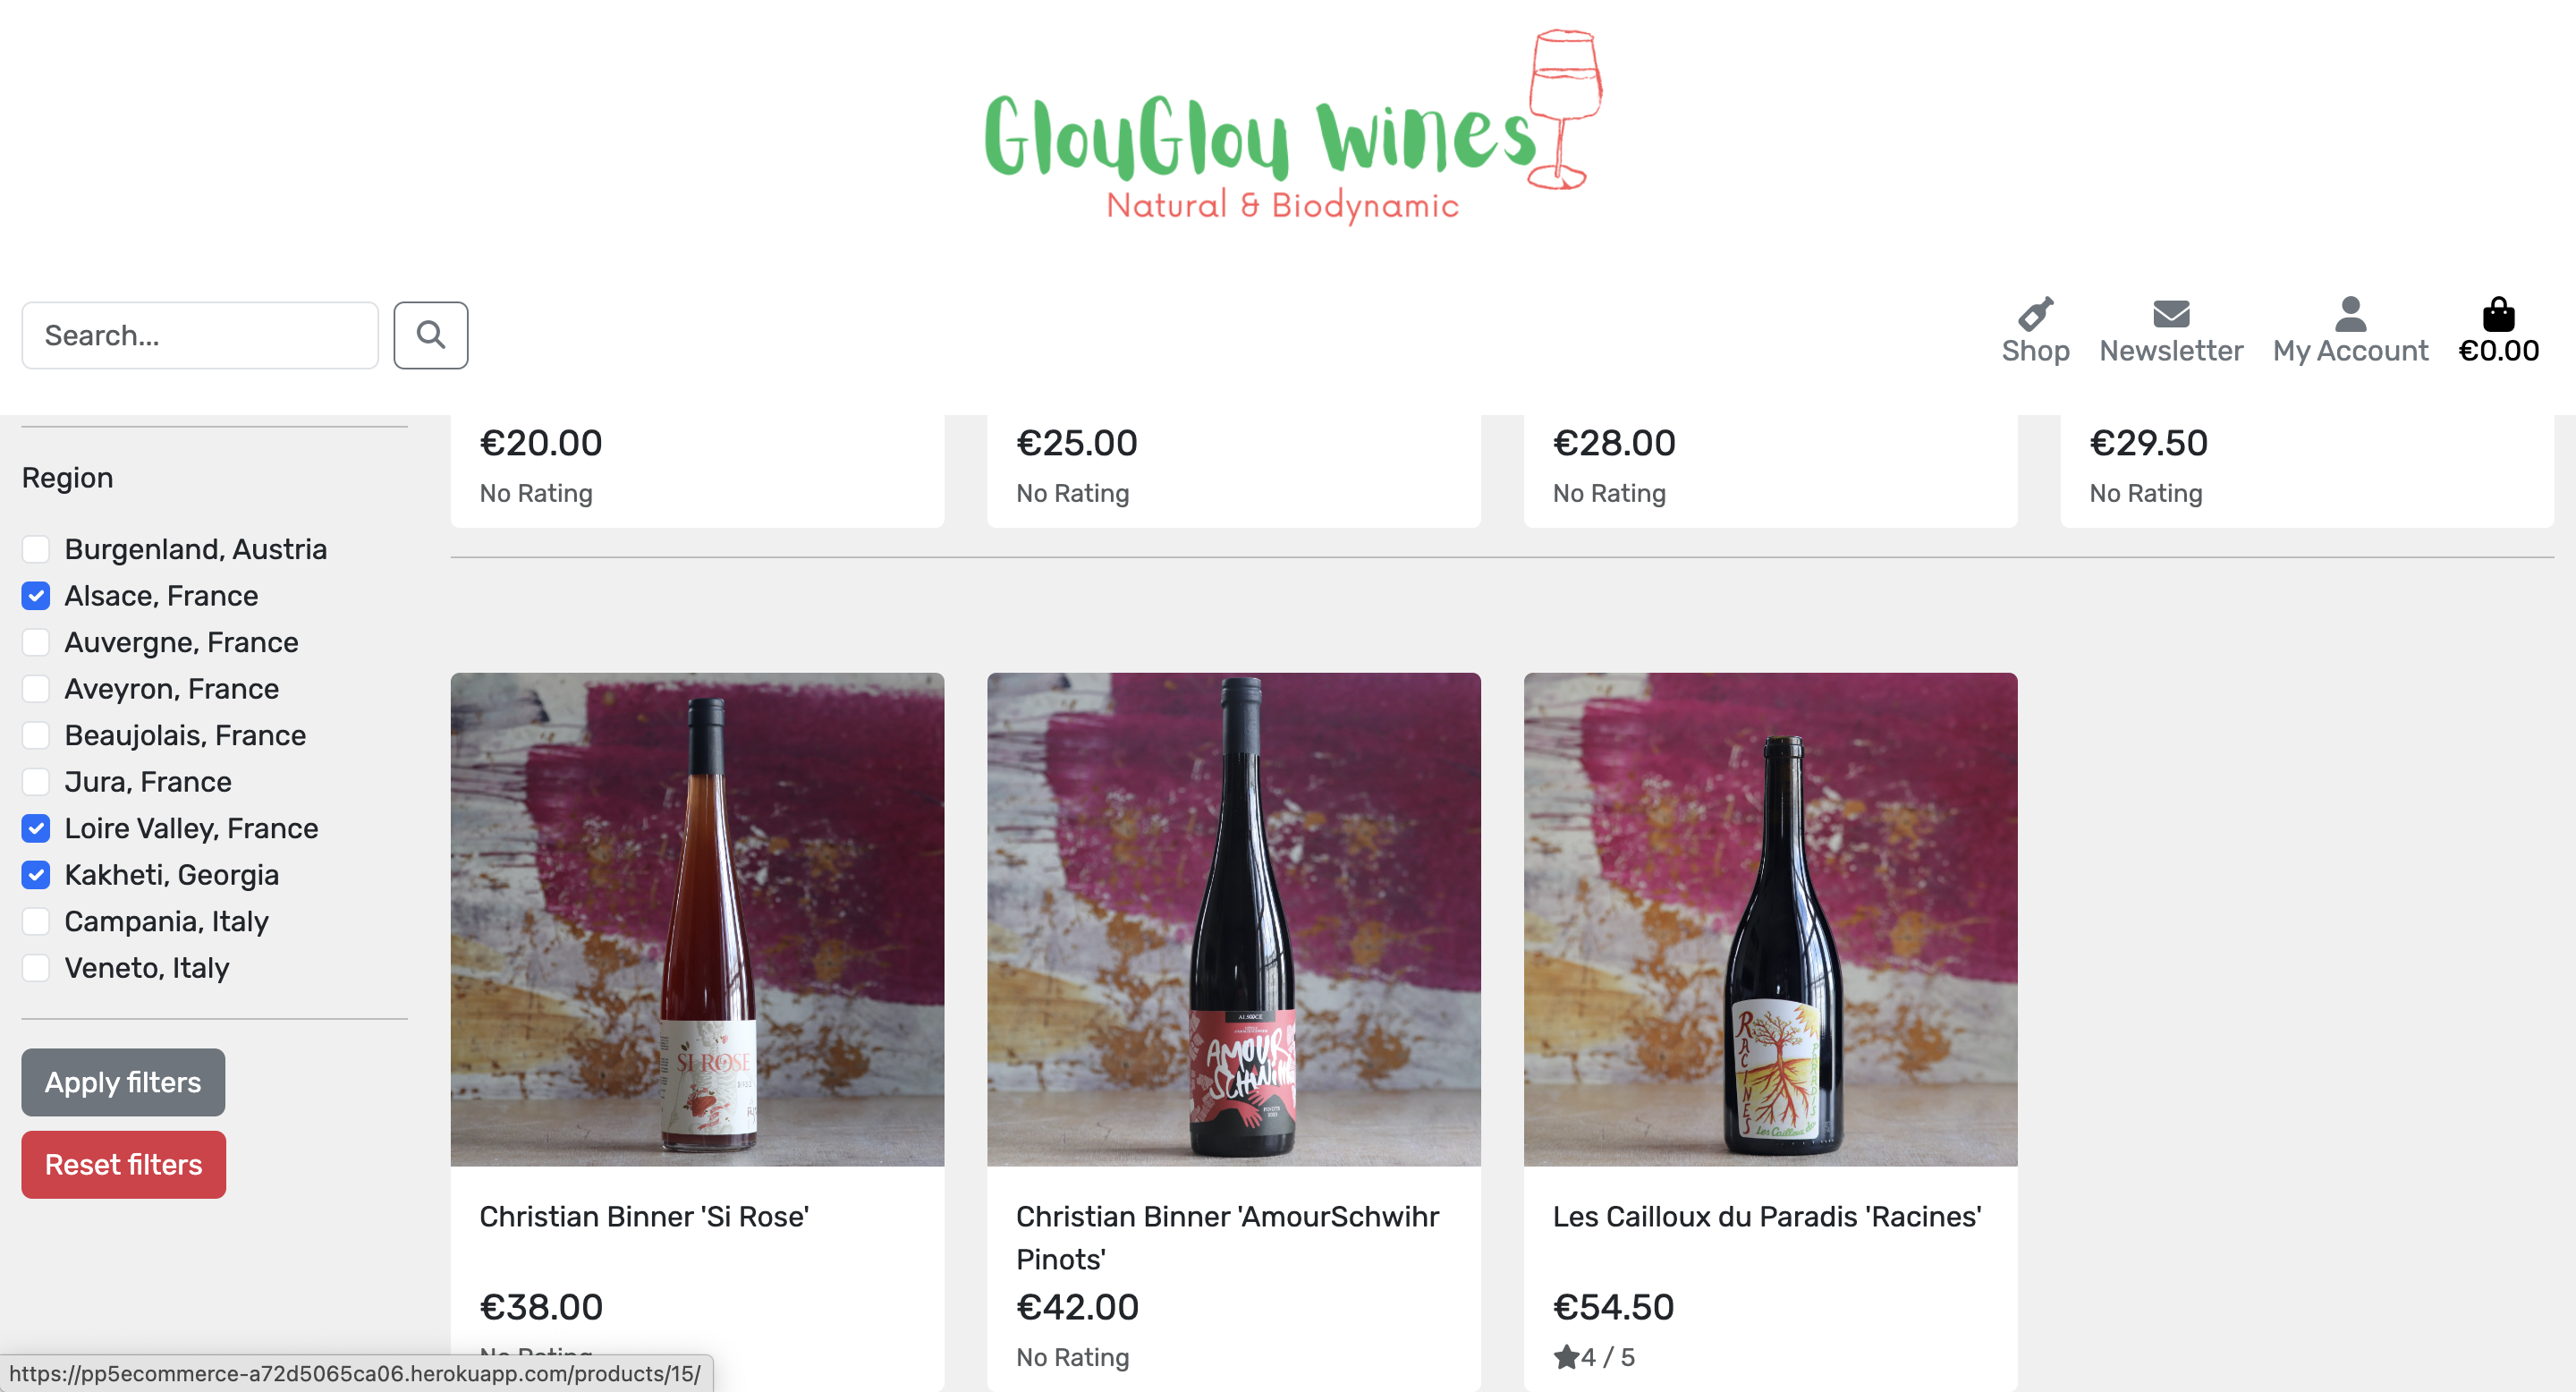 GlouGlou Wines
Natural & Biodynamic
Search...
Shop
Newsletter
My Account
€0.00
€20.00
€25.00
€28.00
€29.50
No Rating
No Rating
No Rating
No Rating
Region
Burgenland, Austria
Alsace, France
Auvergne, France
Aveyron, France
Beaujolais, France
Jura, France
Loire Valley, France
Kakheti, Georgia
Campania, Italy
Veneto, Italy
Apply filters
Reset filters
SI ROSE
ALSACE
AMOUR
SCHWIH
RACINES
Les Cailloux du
Christian Binner 'Si Rose'
€38.00
No Rating
Christian Binner 'AmourSchwihr
Pinots'
€42.00
No Rating
Les Cailloux du Paradis 'Racines'
€54.50
4 / 5
https://pp5ecommerce-a72d5065ca06.herokuapp.com/products/15/